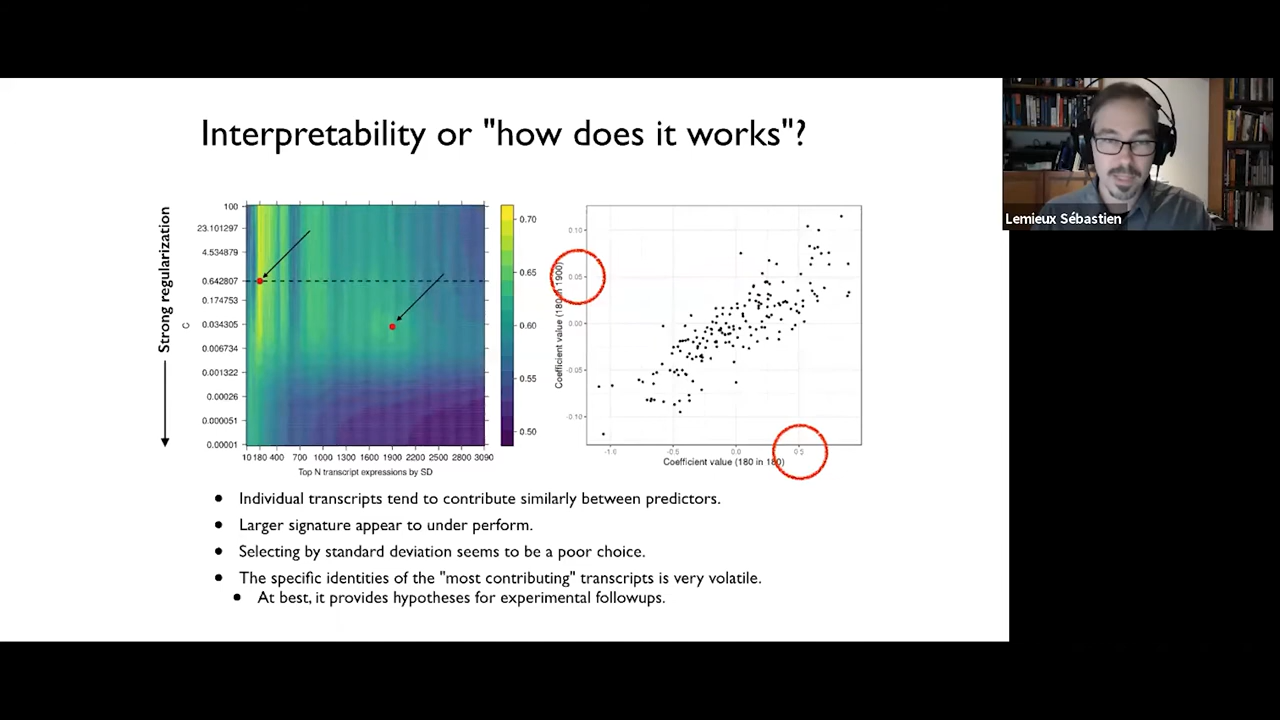 Interpretability or "how does it works"?
Lemieux Sébastien
Strong regularization
C
100
23.101297
4.534879
0.642807
0.174753
0.034305
0.006734
0.001322
0.00026
0.000051
0.00001
10 180 400 700 1000 1300 1600 1900 2200 2500 2800 3090
Top N transcript expressions by SD
0.70
0.65
0.60
0.55
0.50
Coefficient value (180 in 1900)
0.10
0.05
0.00
-0.05
-0.10
-1.0 -0.5 0.0 0.5
Coefficient value (180 in 180)
• Individual transcripts tend to contribute similarly between predictors.
• Larger signature appear to under perform.
• Selecting by standard deviation seems to be a poor choice.
• The specific identities of the "most contributing" transcripts is very volatile.
• At best, it provides hypotheses for experimental followups.